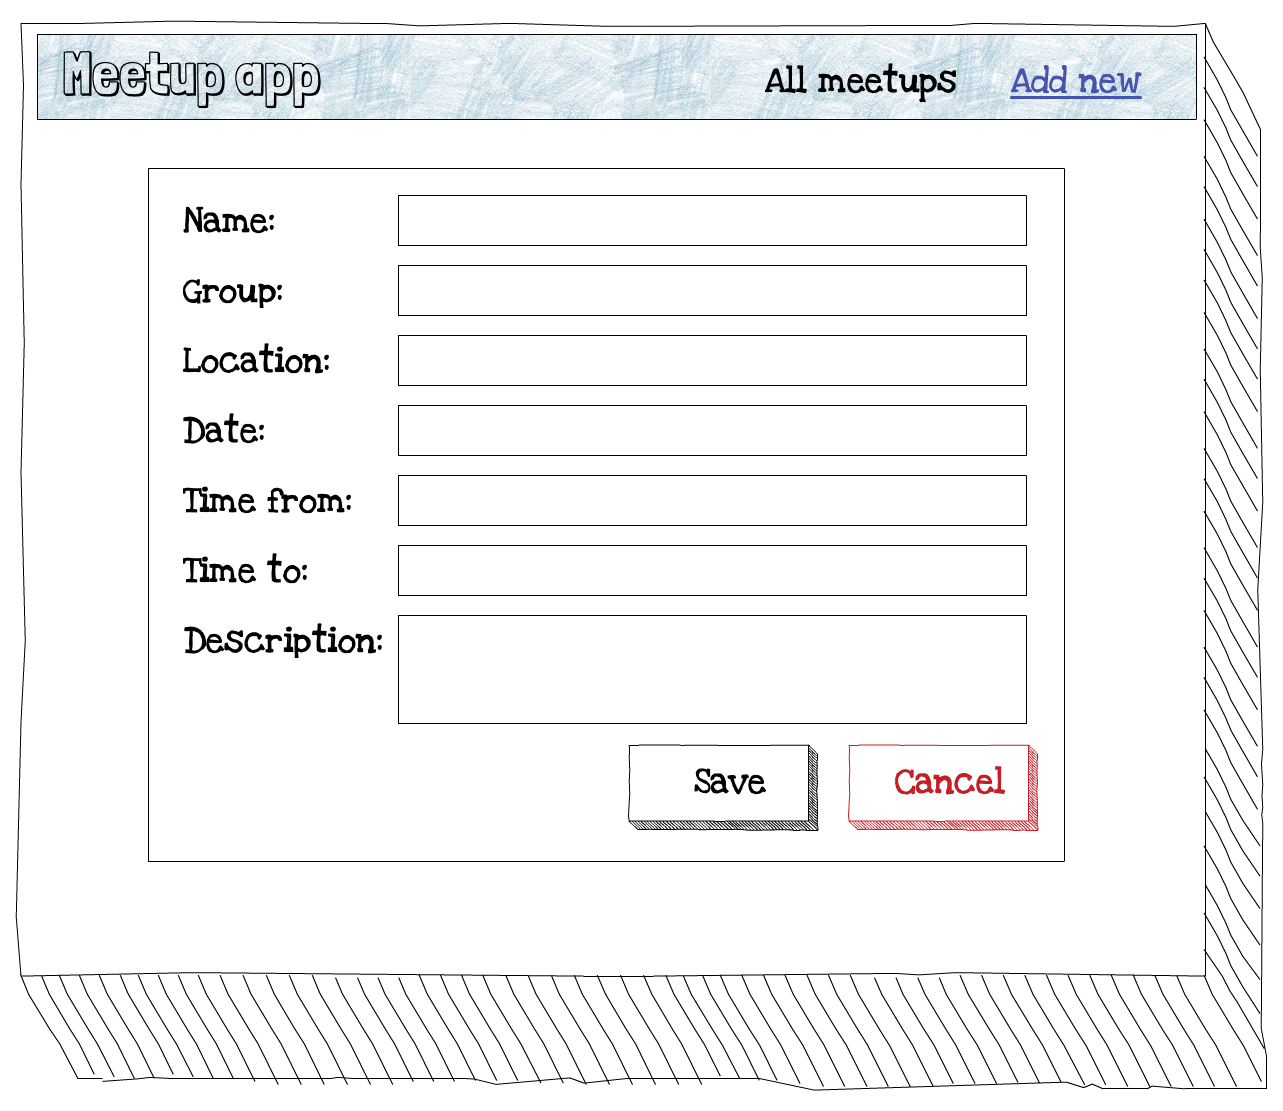 Meetup app
All meetups Add new
Name:
Group:
Location:
Date:
Time from:
Time to:
Description:
Save Cancel